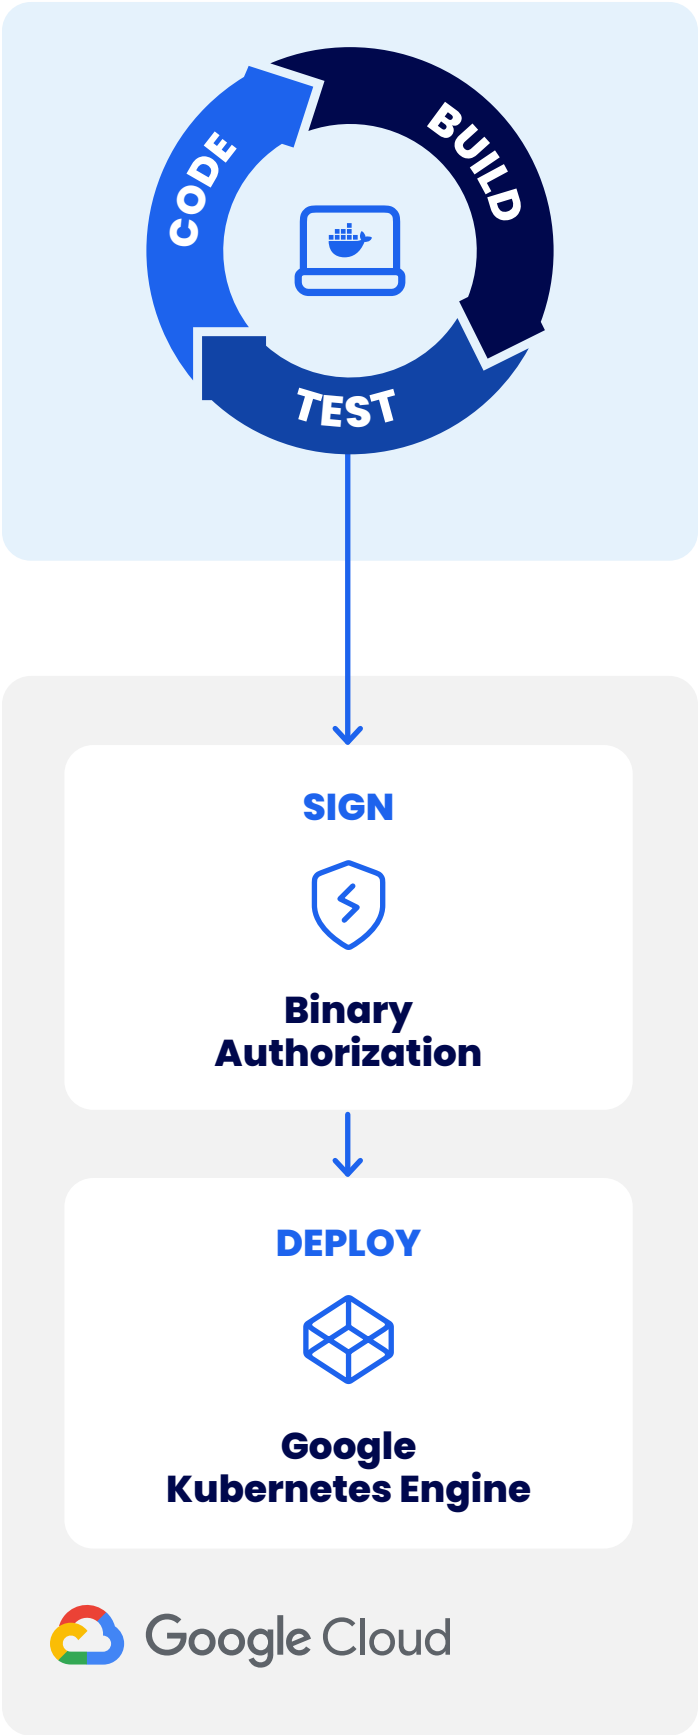 CODE
BUILD
TEST
SIGN
Binary
Authorization
DEPLOY
Google
Kubernetes Engine
Google Cloud